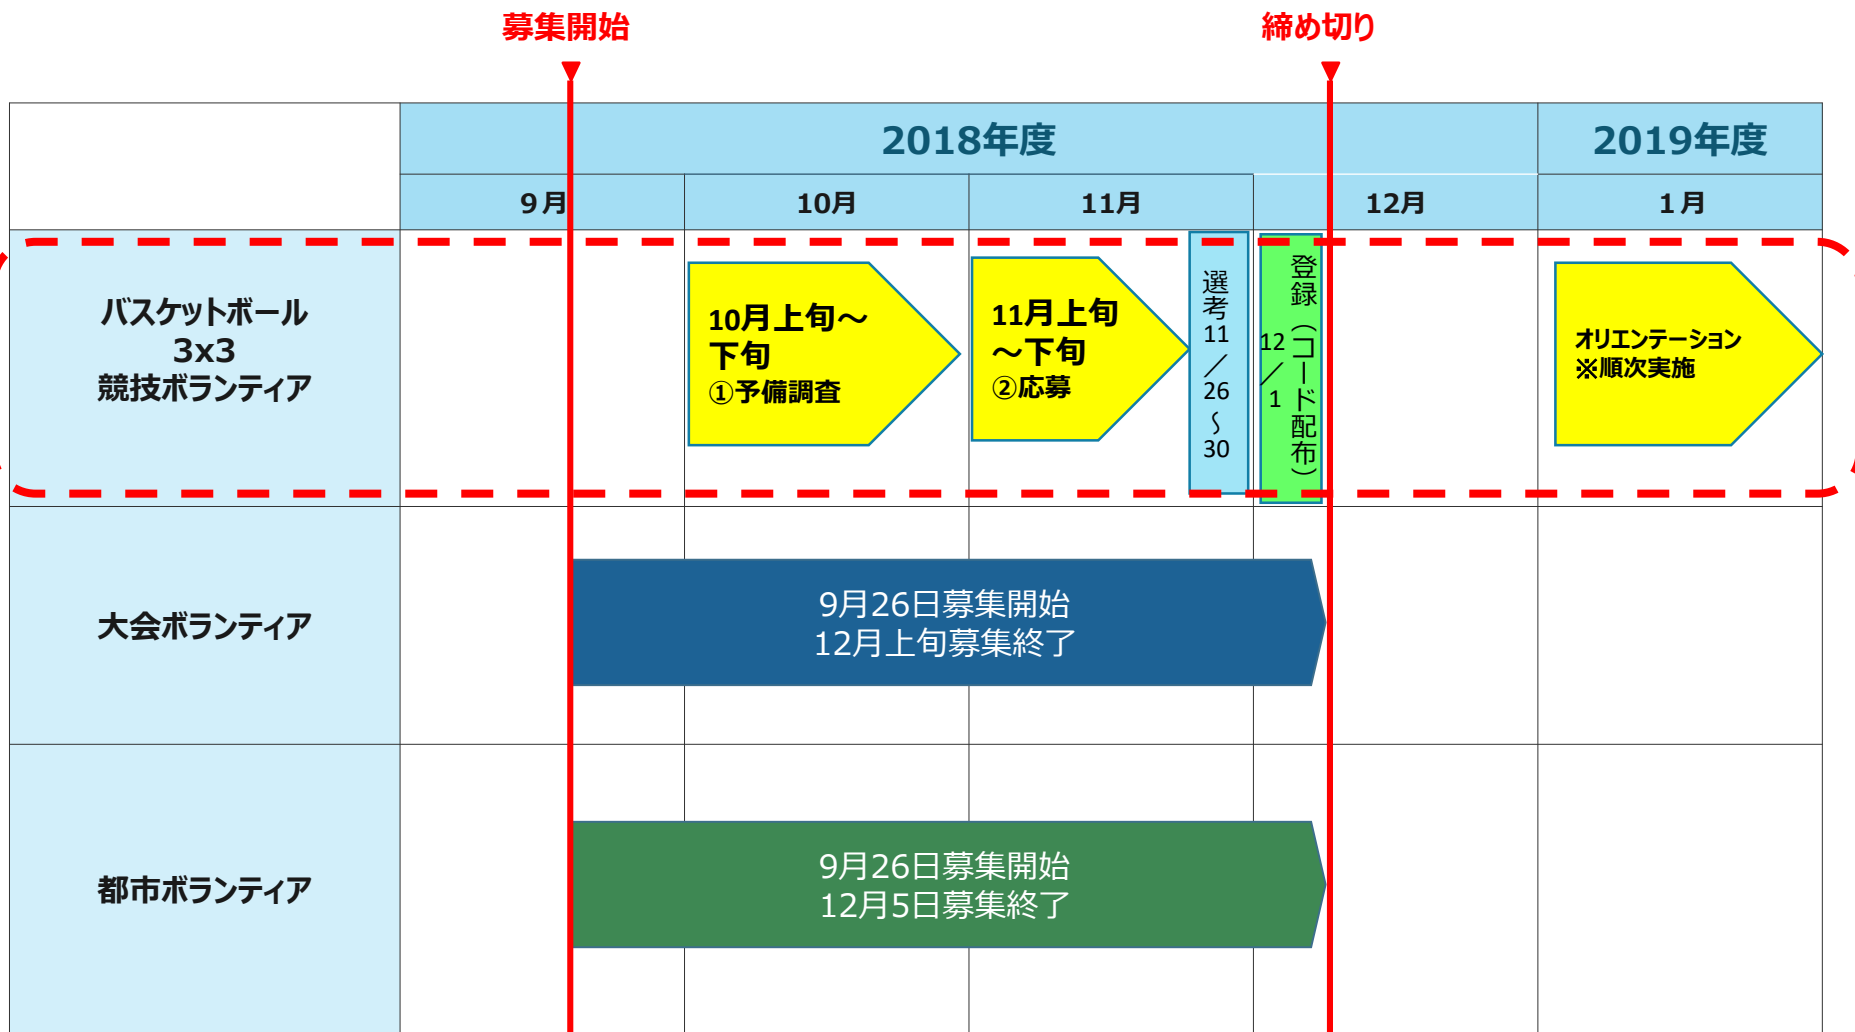 募集開始
締め切り
2018年度
2019年度
9月
10月
11月
12月
1月
バスケットボール
3x3
競技ボランティア
10月上旬～
下旬
①予備調査
11月上旬
～下旬
②応募
選考11／26～30
登録（コード配布）
12／1
オリエンテーション
※順次実施
大会ボランティア
9月26日募集開始
12月上旬募集終了
都市ボランティア
9月26日募集開始
12月5日募集終了